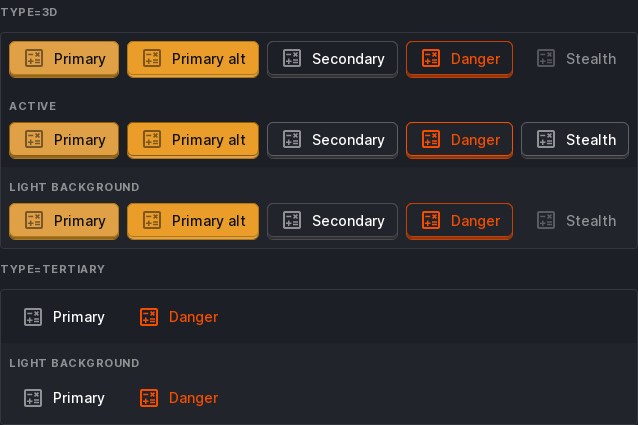 TYPE=3D
Primary Primary alt Secondary Danger Stealth
ACTIVE
Primary Primary alt Secondary Danger Stealth
LIGHT BACKGROUND
Primary Primary alt Secondary Danger Stealth
TYPE=TERTIARY
Primary Danger
LIGHT BACKGROUND
Primary Danger